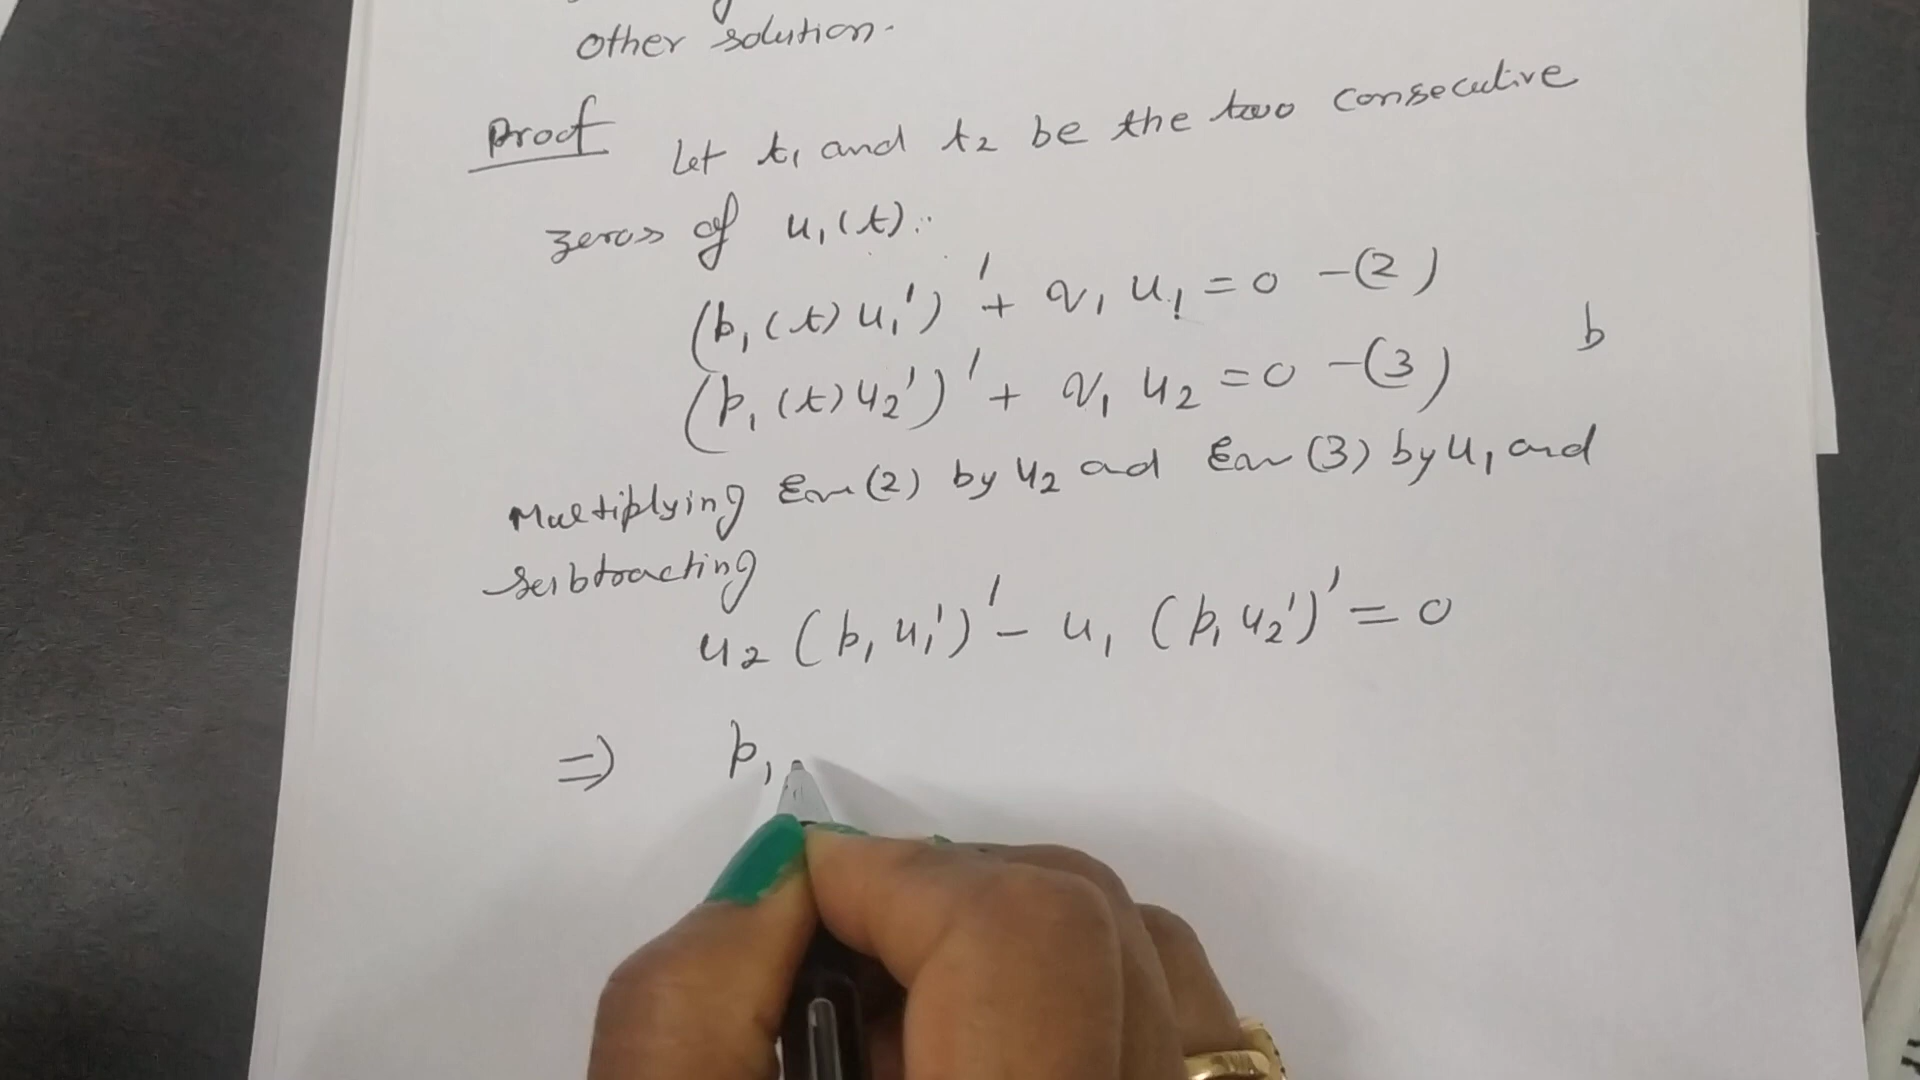 other solution.
Proof Let t₁ and t₂ be the two consecutive
zeros of u₁(t).
(p₁(t)u₁')' + q₁ u₁ = 0 -(2)
p
(p₁(t)u₂')' + q₁ u₂ = 0 -(3)
Multiplying Eqn (2) by u₂ and Eqn (3) by u₁ and
subtracting
u₂ (p₁ u₁')' - u₁ (p₁ u₂')' = 0
⇒ p₁